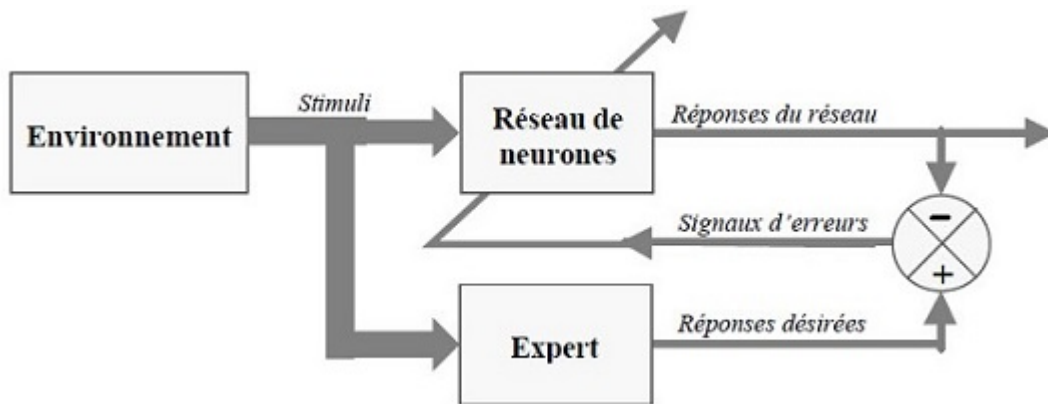 Stimuli
Environnement
Réseau de
neurones
Réponses du réseau
−
Signaux d’erreurs
+
Expert
Réponses désirées